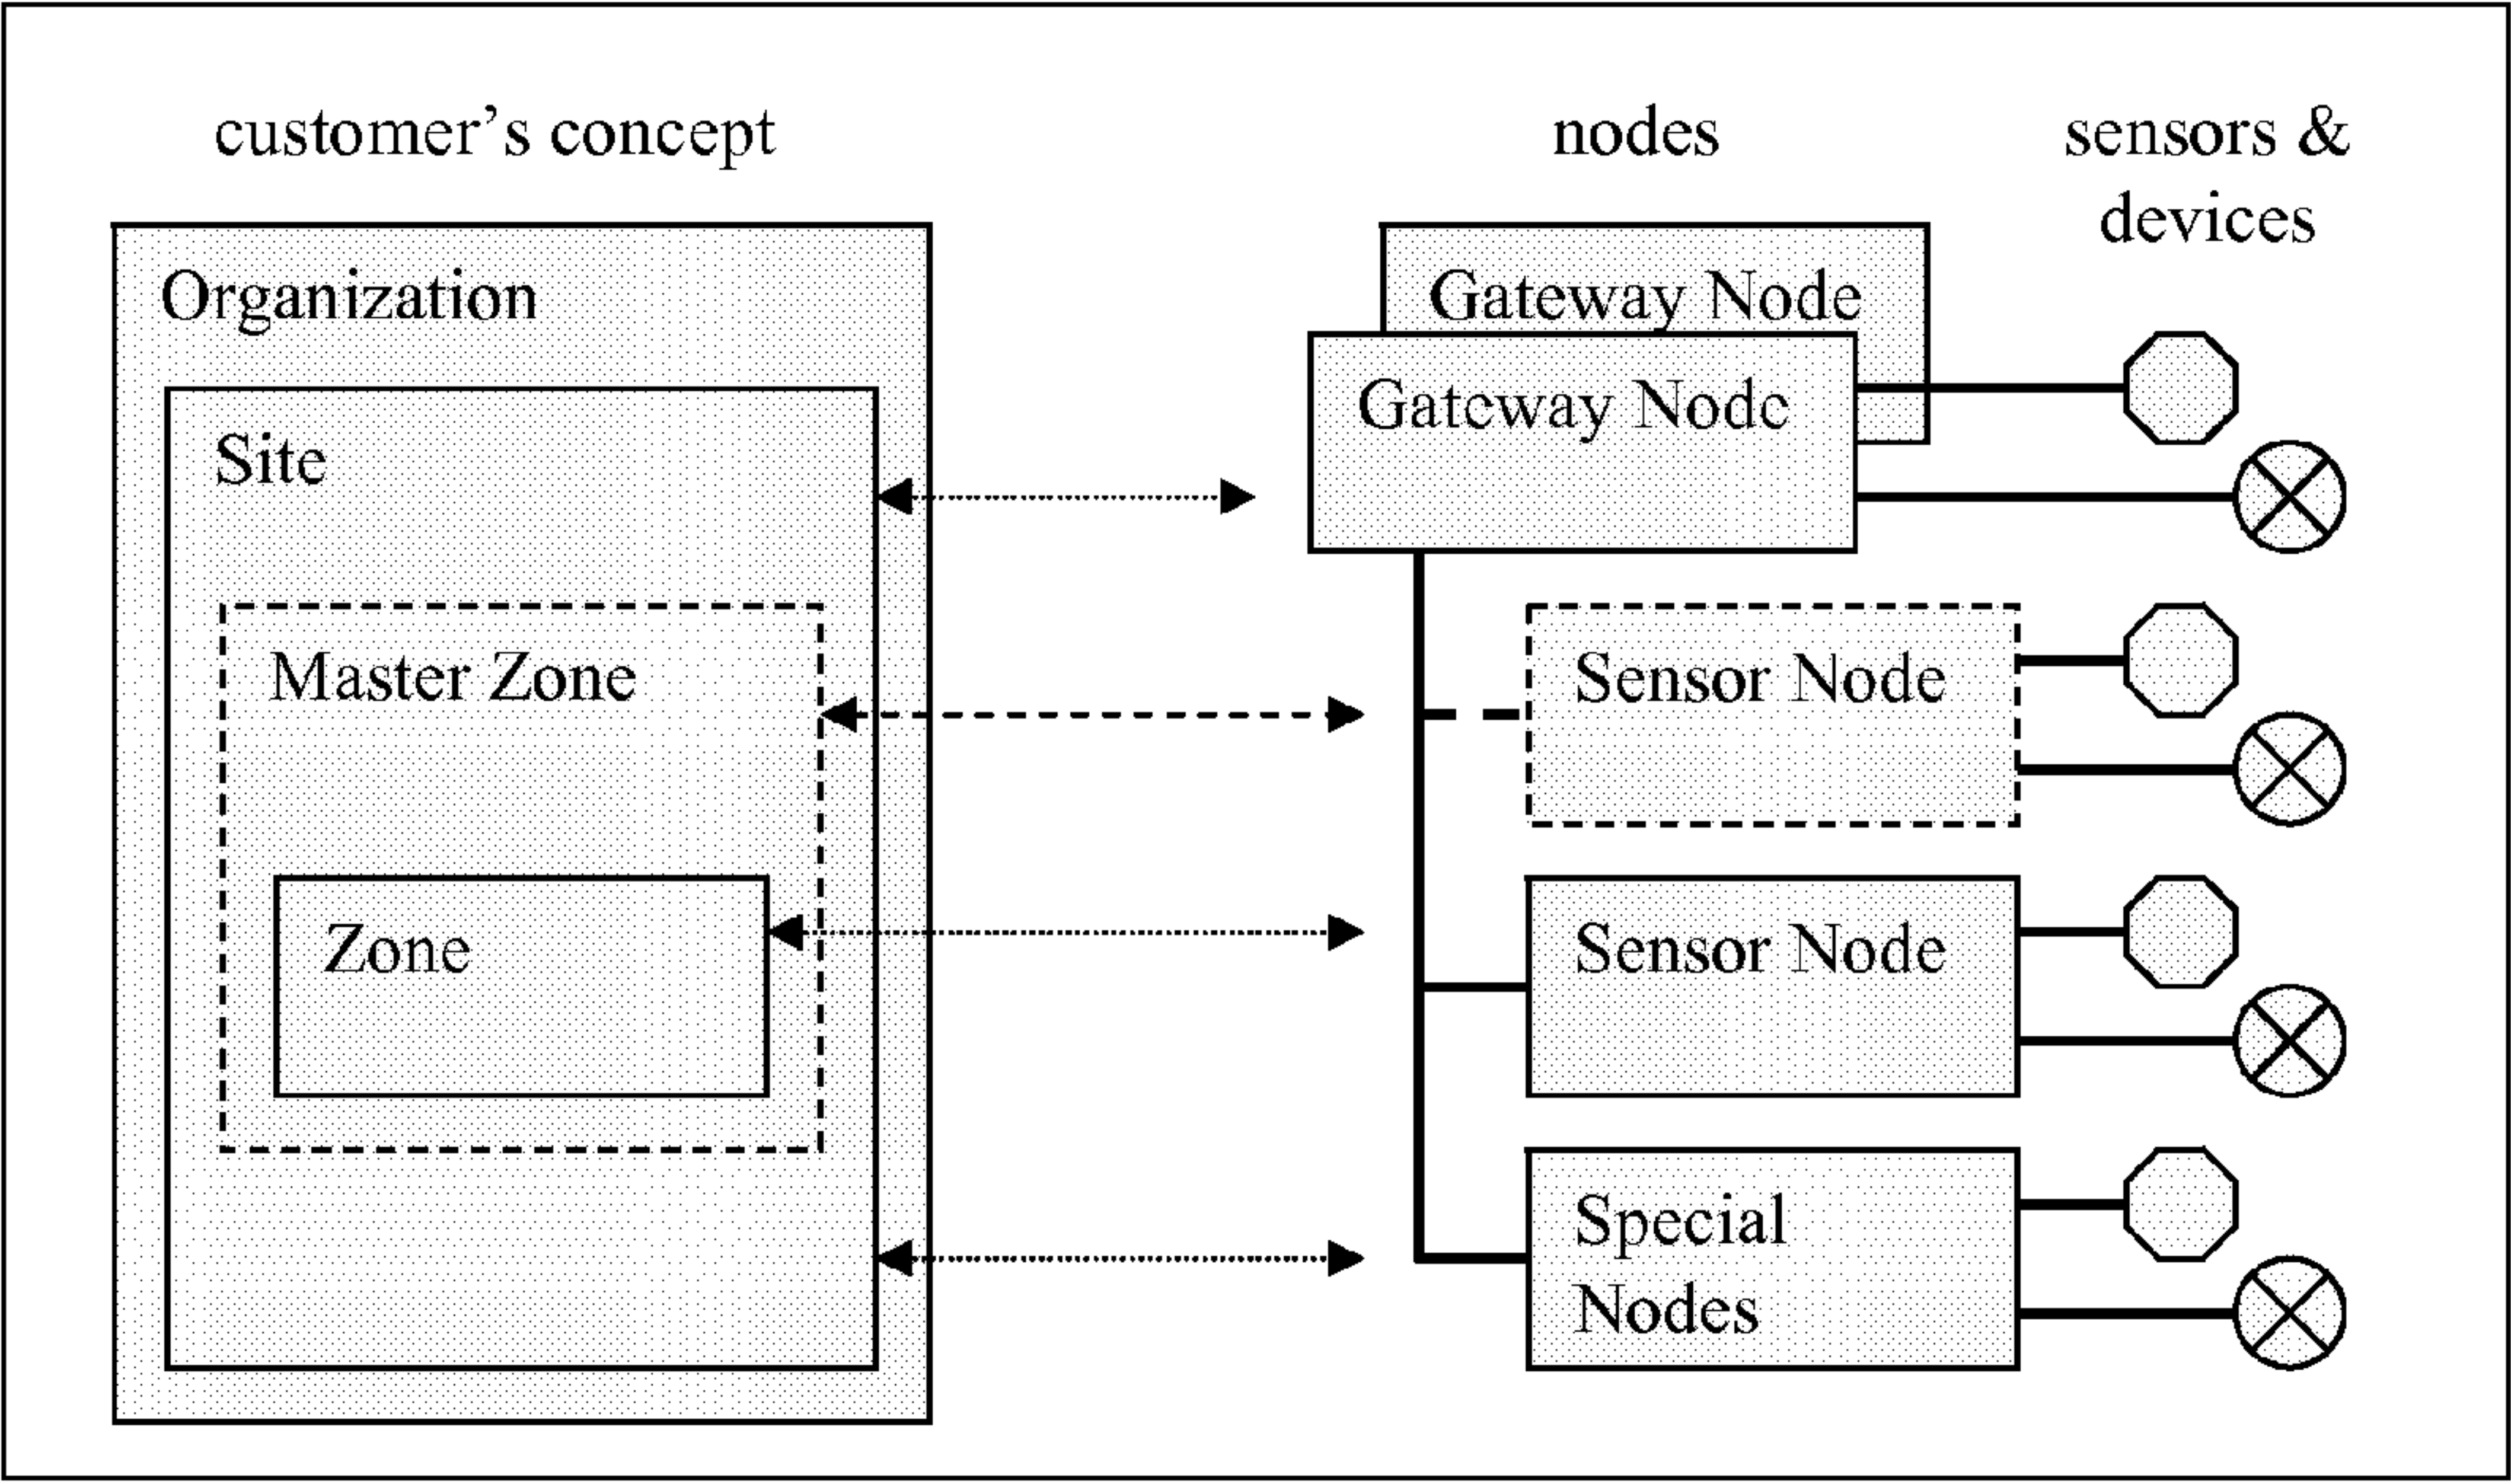 customer's concept
nodes
sensors &
devices
Organization
Site
Master Zone
Zone
Gateway Node
Gateway Node
Sensor Node
Sensor Node
Special
Nodes